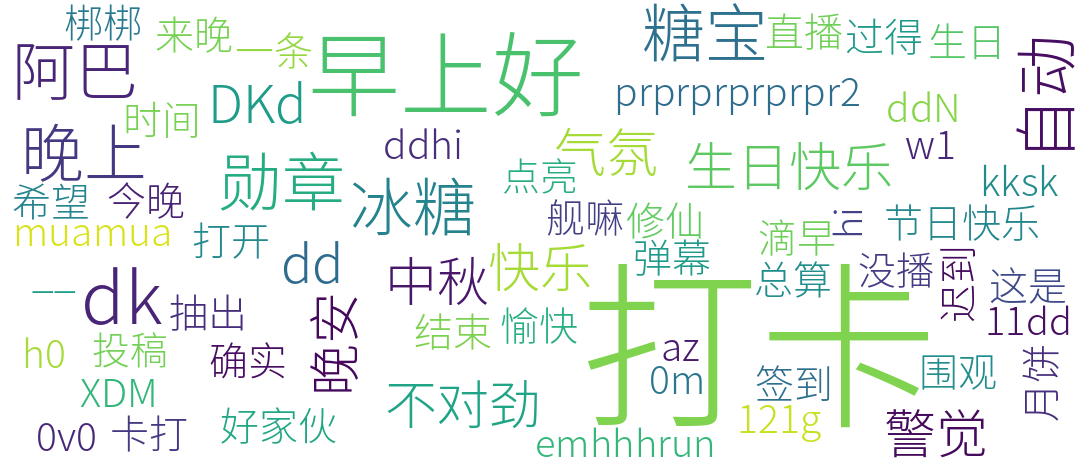 梆梆
来晚
一条
早上好
糖宝
直播
过得
生日
阿巴
自动
DKd
prprprprprpr2
ddN
时间
晚上
ddhi
气氛
w1
勋章
点亮
生日快乐
kksk
冰糖
希望
今晚
舰嘛
修仙
hi
节日快乐
muamua
打开
dd
弹幕
滴早
中秋
快乐
总算
没播
迟到
这是
__
dk
抽出
晚安
打卡
11dd
结束
愉快
az
h0
投稿
确实
0m
签到
围观
月饼
XDM
不对劲
0v0
卡打
好家伙
121g
警觉
emhhhrun